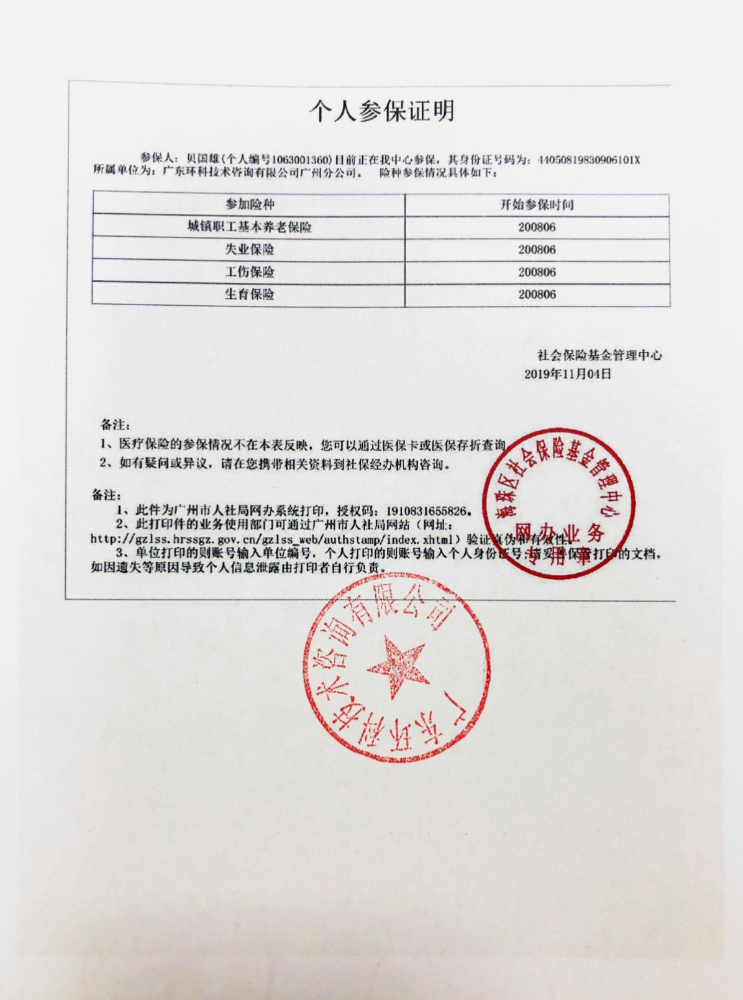 个人参保证明
参保人：贝国雄(个人编号1063001360)目前正在我中心参保，其身份证号码为：44050819830906101X
所属单位为：广东环科技术咨询有限公司广州分公司。 险种参保情况具体如下：
参加险种 开始参保时间
城镇职工基本养老保险 200806
失业保险 200806
工伤保险 200806
生育保险 200806
社会保险基金管理中心
2019年11月04日
备注：
1、医疗保险的参保情况不在本表反映，您可以通过医保卡或医保存折查询
2、如有疑问或异议，请在您携带相关资料到社保经办机构咨询。
海珠区社会保险基金管理中心
网办业务
专用章
备注：
1、此件为广州市人社局网办系统打印，授权码：1910831655826。
2、此打印件的业务使用部门可通过广州市人社局网站（网址：
http://gzlss.hrssgz.gov.cn/gzlss_web/authstamp/index.xhtml）验证真伪和有效性。
3、单位打印的则账号输入单位编号，个人打印的则账号输入个人身份证号;请妥善保管打印的文档，
如因遗失等原因导致个人信息泄露由打印者自行负责。
广东环科技术咨询有限公司